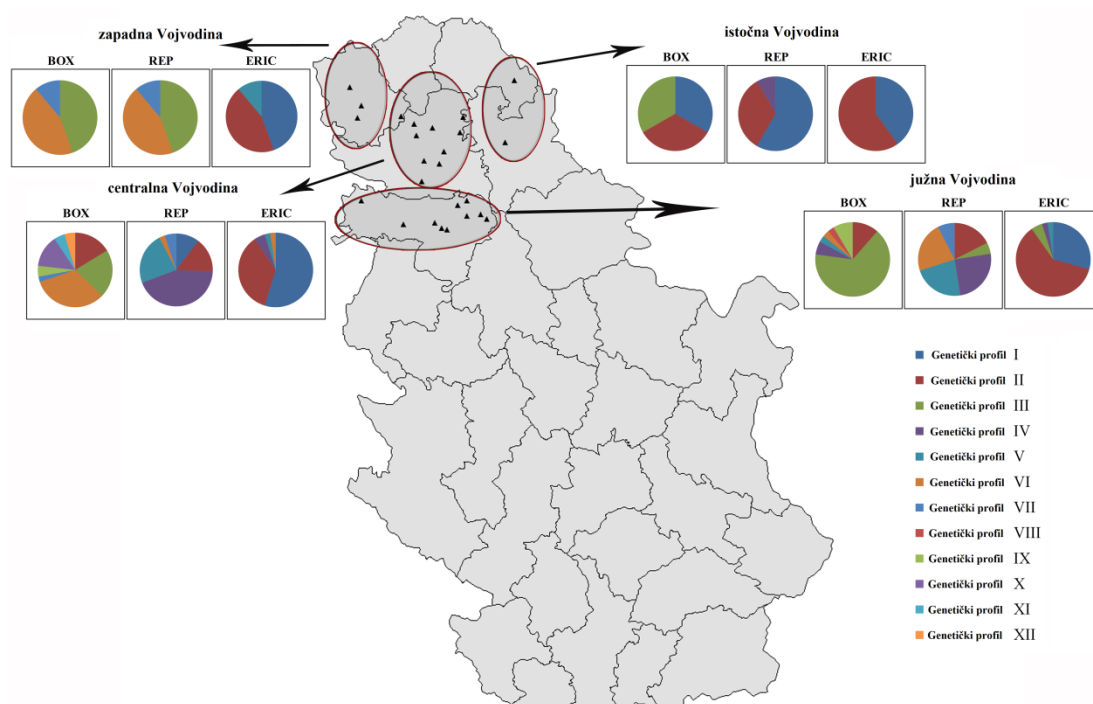 zapadna Vojvodina
BOX REP ERIC
istočna Vojvodina
BOX REP ERIC
centralna Vojvodina
BOX REP ERIC
južna Vojvodina
BOX REP ERIC
Genetički profil I
Genetički profil II
Genetički profil III
Genetički profil IV
Genetički profil V
Genetički profil VI
Genetički profil VII
Genetički profil VIII
Genetički profil IX
Genetički profil X
Genetički profil XI
Genetički profil XII